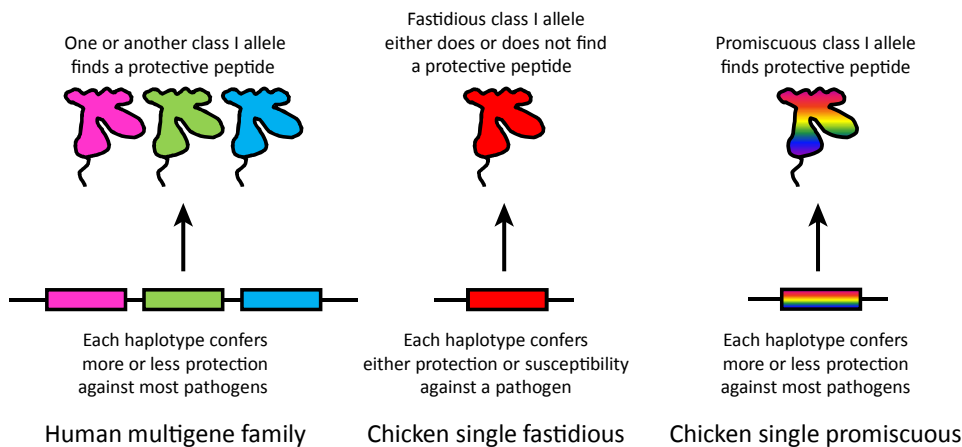 One or another class I allele
finds a protective peptide
Fastidious class I allele
either does or does not find
a protective peptide
Promiscuous class I allele
finds protective peptide
Each haplotype confers
more or less protection
against most pathogens
Each haplotype confers
either protection or susceptibility
against a pathogen
Each haplotype confers
more or less protection
against most pathogens
Human multigene family
Chicken single fastidious
Chicken single promiscuous